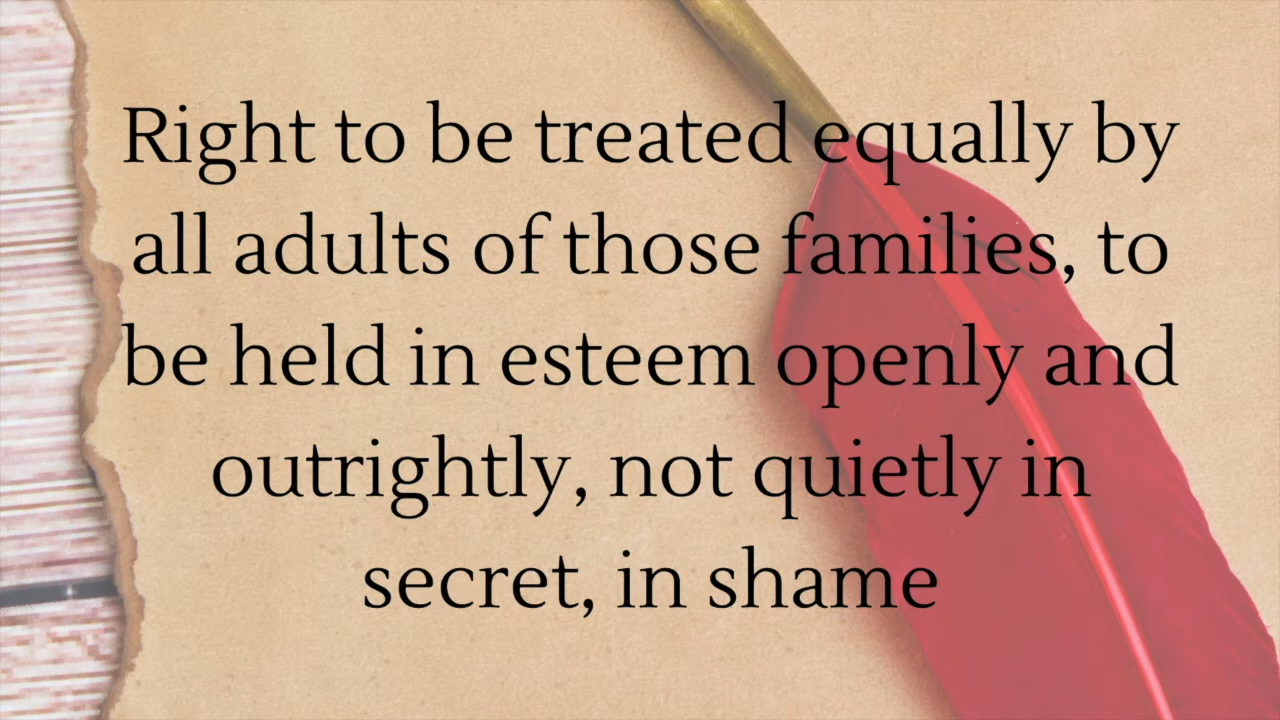 Right to be treated equally by
all adults of those families, to
be held in esteem openly and
outrightly, not quietly in
secret, in shame